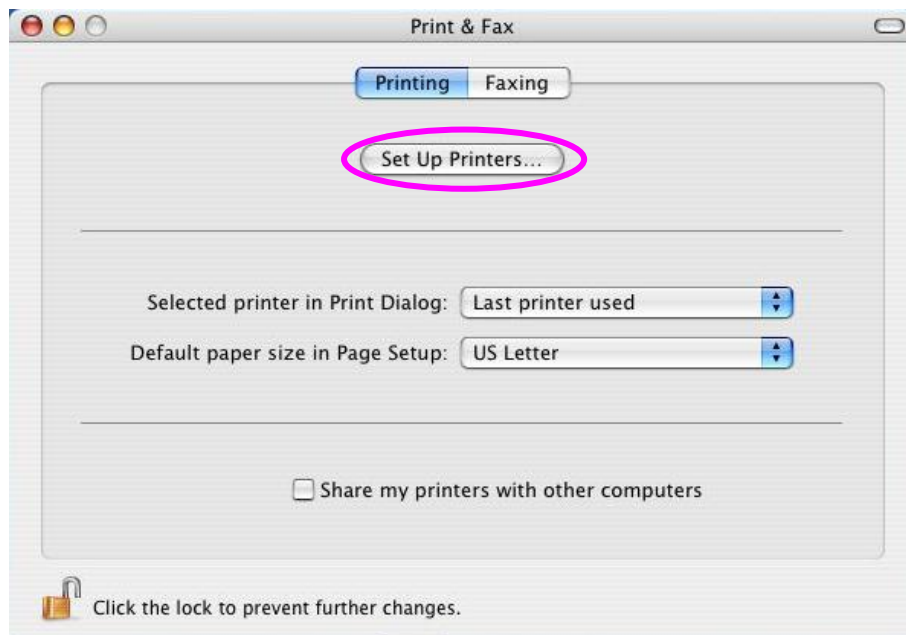 Print & Fax
Printing Faxing
Set Up Printers...
Selected printer in Print Dialog: Last printer used
Default paper size in Page Setup: US Letter
Share my printers with other computers
Click the lock to prevent further changes.